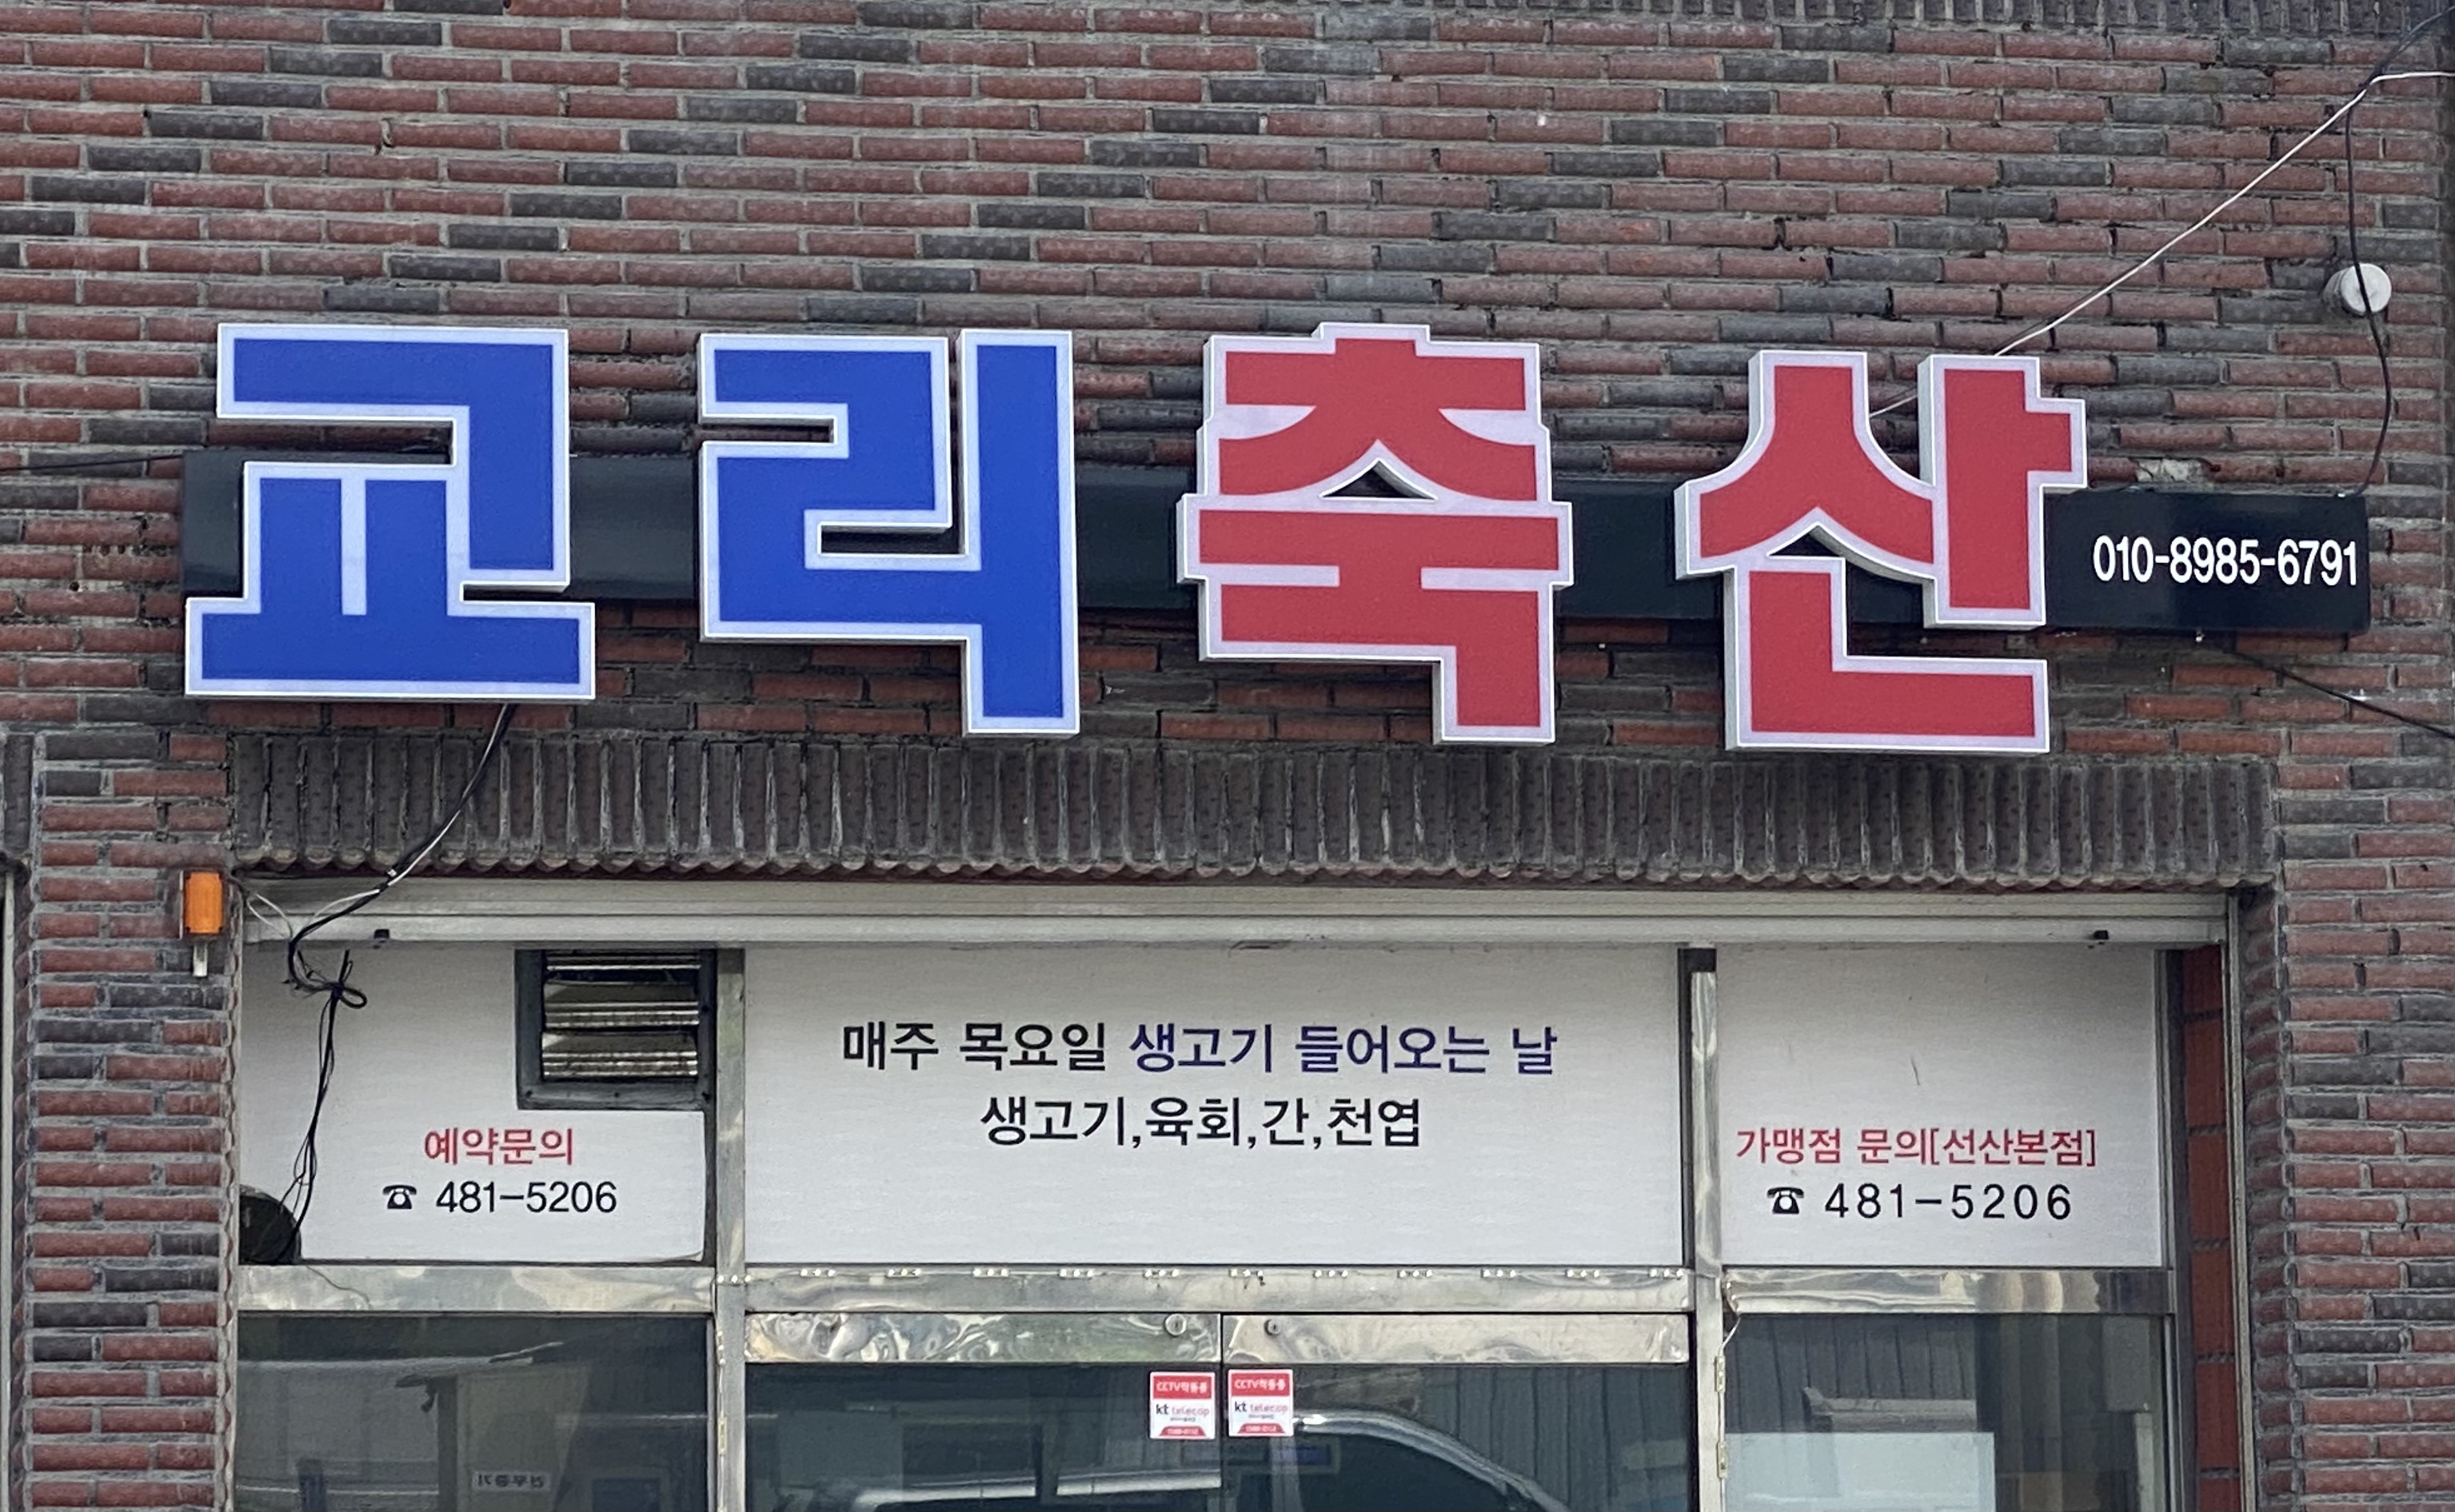 교리축산
010-8985-6791
매주 목요일 생고기 들어오는 날
생고기,육회,간,천엽
예약문의
☎ 481-5206
가맹점 문의[선산본점]
☎ 481-5206
CCTV작동중
kt telecop
CCTV작동중
kt telecop